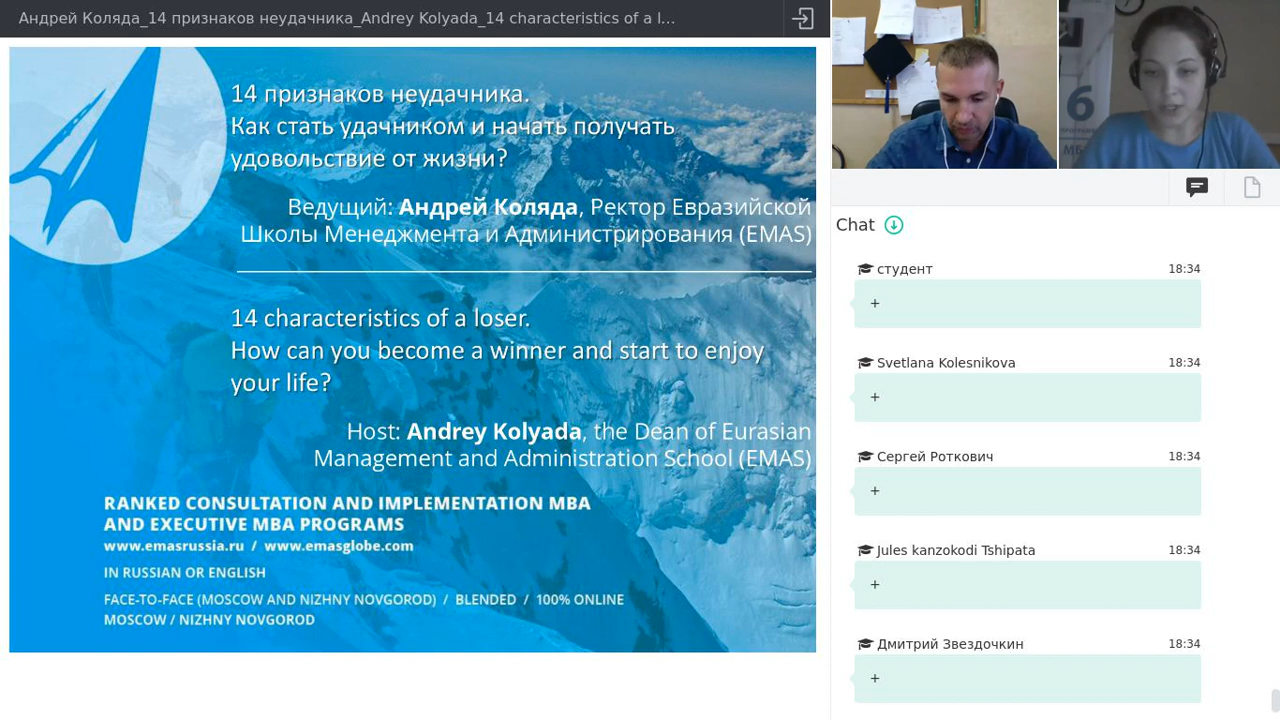 Андрей Коляда_14 признаков неудачника_Andrey Kolyada_14 characteristics of a l...
14 признаков неудачника.
Как стать удачником и начать получать
удовольствие от жизни?
Ведущий: Андрей Коляда, Ректор Евразийской
Школы Менеджмента и Администрирования (EMAS)
14 characteristics of a loser.
How can you become a winner and start to enjoy
your life?
Host: Andrey Kolyada, the Dean of Eurasian
Management and Administration School (EMAS)
RANKED CONSULTATION AND IMPLEMENTATION MBA
AND EXECUTIVE MBA PROGRAMS
www.emasrussia.ru / www.emasglobe.com
IN RUSSIAN OR ENGLISH
FACE-TO-FACE (MOSCOW AND NIZHNY NOVGOROD) / BLENDED / 100% ONLINE
MOSCOW / NIZHNY NOVGOROD
6
Chat
студент 18:34
+
Svetlana Kolesnikova 18:34
+
Сергей Роткович 18:34
+
Jules kanzokodi Tshipata 18:34
+
Дмитрий Звездочкин 18:34
+